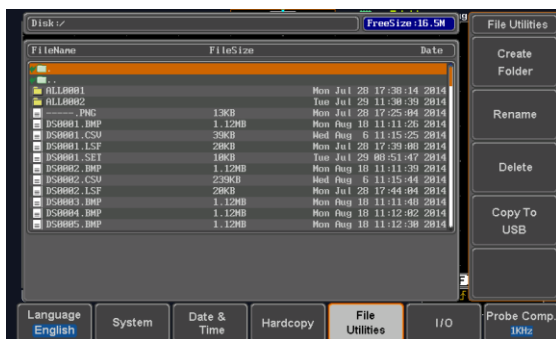 Disk:/
FreeSize:16.5M
File Utilities
FileName FileSize Date
.
..
ALL0001 Mon Jul 28 17:38:14 2014
ALL0002 Tue Jul 29 11:30:39 2014
-----.PNG 13KB Mon Jul 28 17:25:04 2014
DS0001.BMP 1.12MB Mon Aug 18 11:11:26 2014
DS0001.CSV 39KB Wed Aug 6 11:15:25 2014
DS0001.LSF 20KB Mon Jul 28 17:39:08 2014
DS0001.SET 10KB Tue Jul 29 08:51:47 2014
DS0002.BMP 1.12MB Mon Aug 18 11:11:39 2014
DS0002.CSV 239KB Wed Aug 6 11:15:44 2014
DS0002.LSF 20KB Mon Jul 28 17:44:04 2014
DS0003.BMP 1.12MB Mon Aug 18 11:11:48 2014
DS0004.BMP 1.12MB Mon Aug 18 11:12:02 2014
DS0005.BMP 1.12MB Mon Aug 18 11:12:30 2014
Create
Folder
Rename
Delete
Copy To
USB
Language
English
System
Date &
Time
Hardcopy
File
Utilities
I/O
Probe Comp.
1KHz